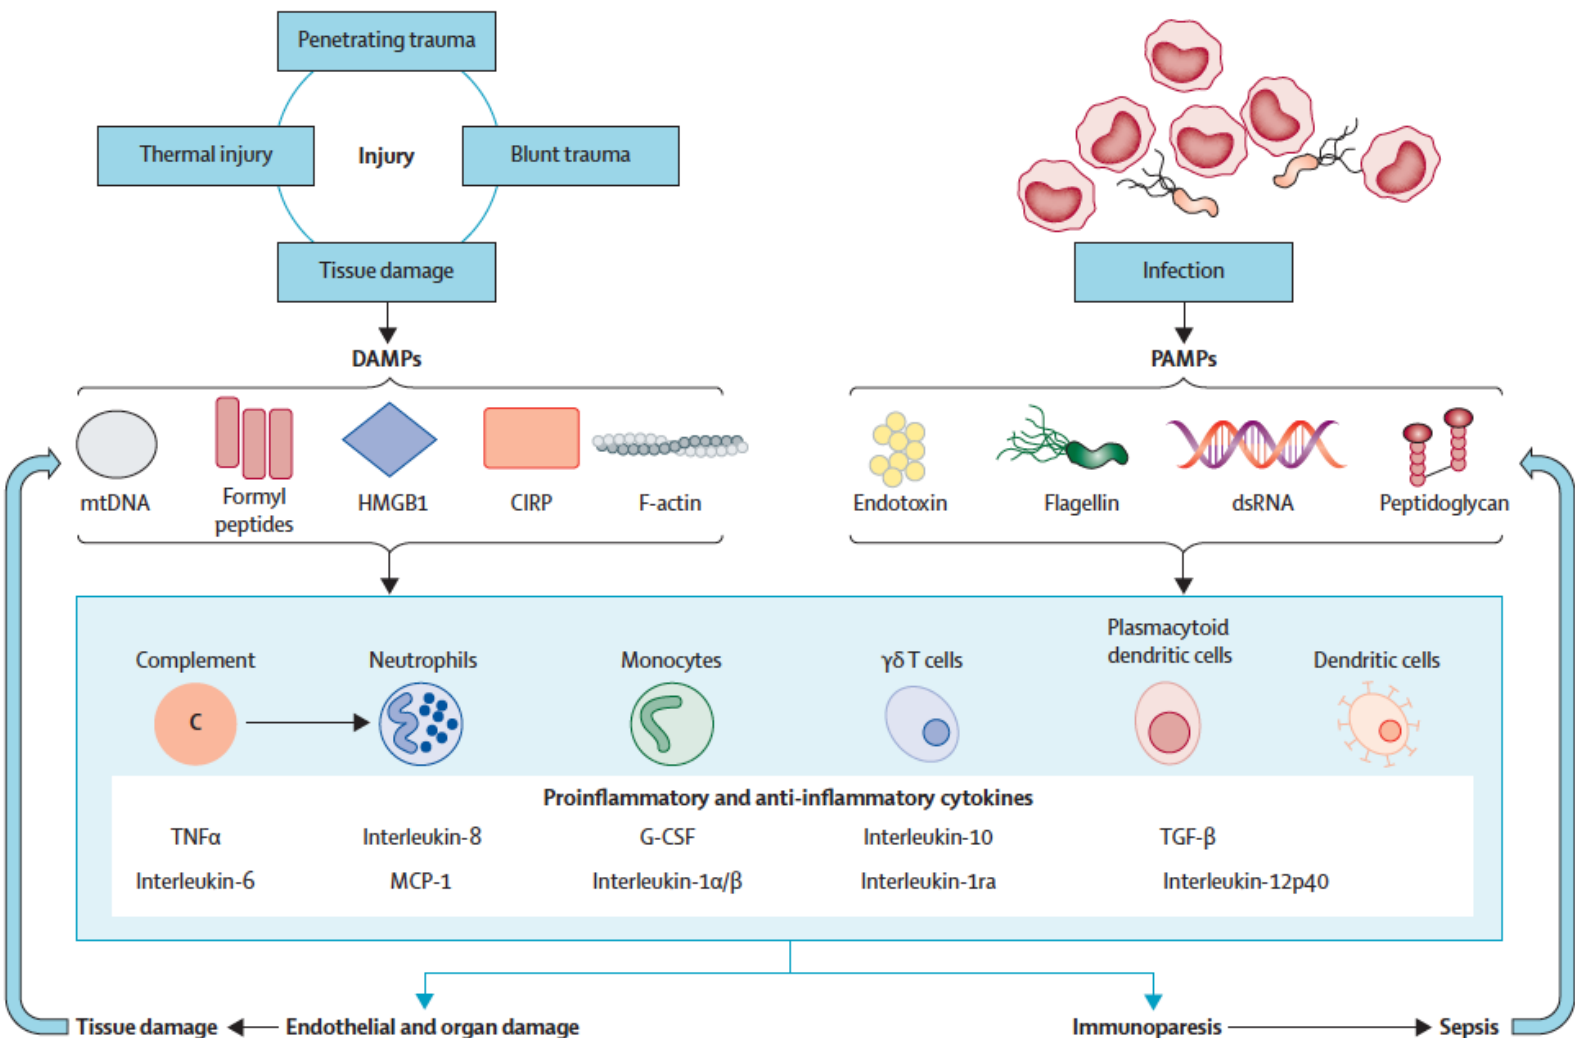 Penetrating trauma
Thermal injury
Injury
Blunt trauma
Tissue damage
Infection
DAMPs
PAMPs
mtDNA
Formyl
peptides
HMGB1
CIRP
F-actin
Endotoxin
Flagellin
dsRNA
Peptidoglycan
Complement
Neutrophils
Monocytes
γδ T cells
Plasmacytoid
dendritic cells
Dendritic cells
C
Proinflammatory and anti-inflammatory cytokines
TNFα
Interleukin-8
G-CSF
Interleukin-10
TGF-β
Interleukin-6
MCP-1
Interleukin-1α/β
Interleukin-1ra
Interleukin-12p40
Tissue damage
Endothelial and organ damage
Immunoparesis
Sepsis